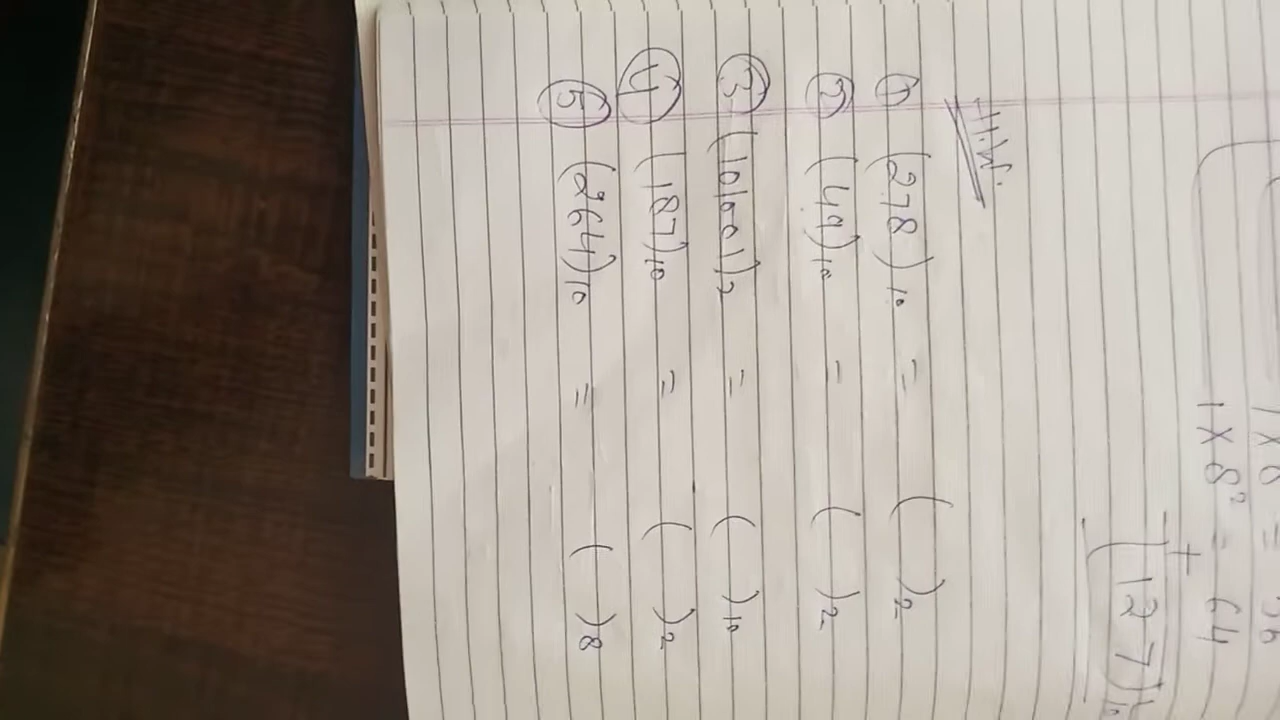 1 × 8² = 64
+
(127)10
H.W.
① (278)10 = ( )2
② (49)10 = ( )2
③ (101001)2 = ( )10
④ (187)10 = ( )2
⑤ (264)10 = ( )8